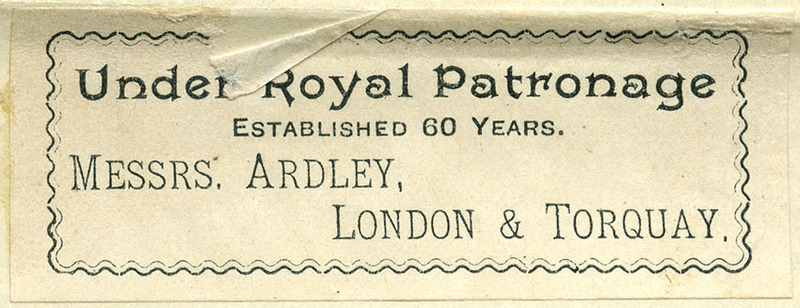 Under Royal Patronage
ESTABLISHED 60 YEARS.
MESSRS. ARDLEY,
LONDON & TORQUAY.